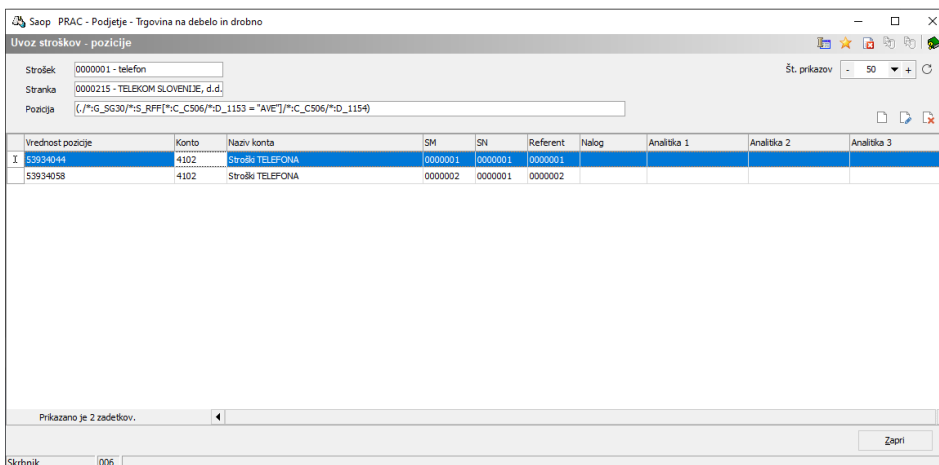 Saop PRAC - Podjetje - Trgovina na debelo in drobno
Uvoz stroškov - pozicije
Strošek 0000001 - telefon Št. prikazov - 50 +
Stranka 0000215 - TELEKOM SLOVENIJE, d.d.
Pozicija (./*:G_SG30/*:S_RFF[*:C_C506/*:D_1153 = "AVE"]/*:C_C506/*:D_1154)
Vrednost pozicije Konto Naziv konta SM SN Referent Nalog Analitika 1 Analitika 2 Analitika 3
53934044 4102 Stroški TELEFONA 0000001 0000001 0000001
53934058 4102 Stroški TELEFONA 0000002 0000001 0000002
Prikazano je 2 zadetkov.
Zapri
Skrbnik 006